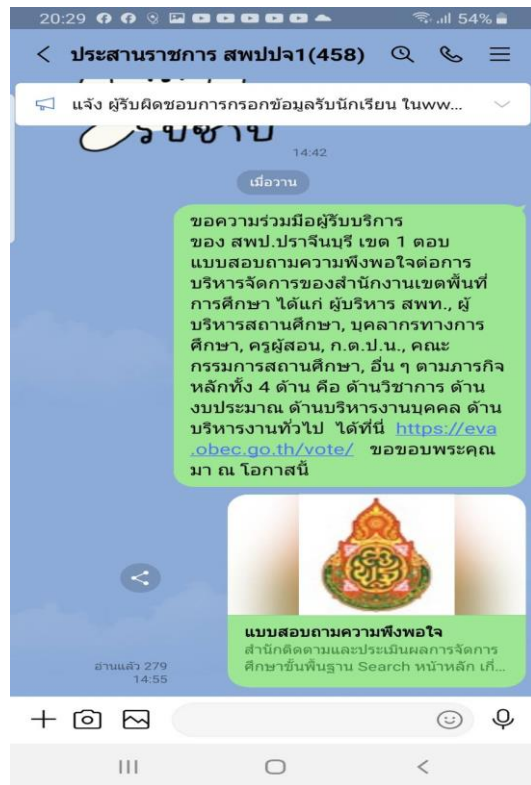 20:29
54%
ประสานราชการ สพปปจ1(458)
แจ้ง ผู้รับผิดชอบการกรอกข้อมูลรับนักเรียน ในww...
รับทราบ
14:42
เมื่อวาน
ขอความร่วมมือผู้รับบริการ
ของ สพป.ปราจีนบุรี เขต 1 ตอบ
แบบสอบถามความพึงพอใจต่อการ
บริหารจัดการของสำนักงานเขตพื้นที่
การศึกษา ได้แก่ ผู้บริหาร สพท., ผู้
บริหารสถานศึกษา, บุคลากรทางการ
ศึกษา, ครูผู้สอน, ก.ต.ป.น., คณะ
กรรมการสถานศึกษา, อื่น ๆ ตามภารกิจ
หลักทั้ง 4 ด้าน คือ ด้านวิชาการ ด้าน
งบประมาณ ด้านบริหารงานบุคคล ด้าน
บริหารงานทั่วไป ได้ที่นี่ https://eva
.obec.go.th/vote/ ขอขอบพระคุณ
มา ณ โอกาสนี้
แบบสอบถามความพึงพอใจ
สำนักติดตามและประเมินผลการจัดการ
ศึกษาขั้นพื้นฐาน Search หน้าหลัก เกี่...
อ่านแล้ว 279
14:55